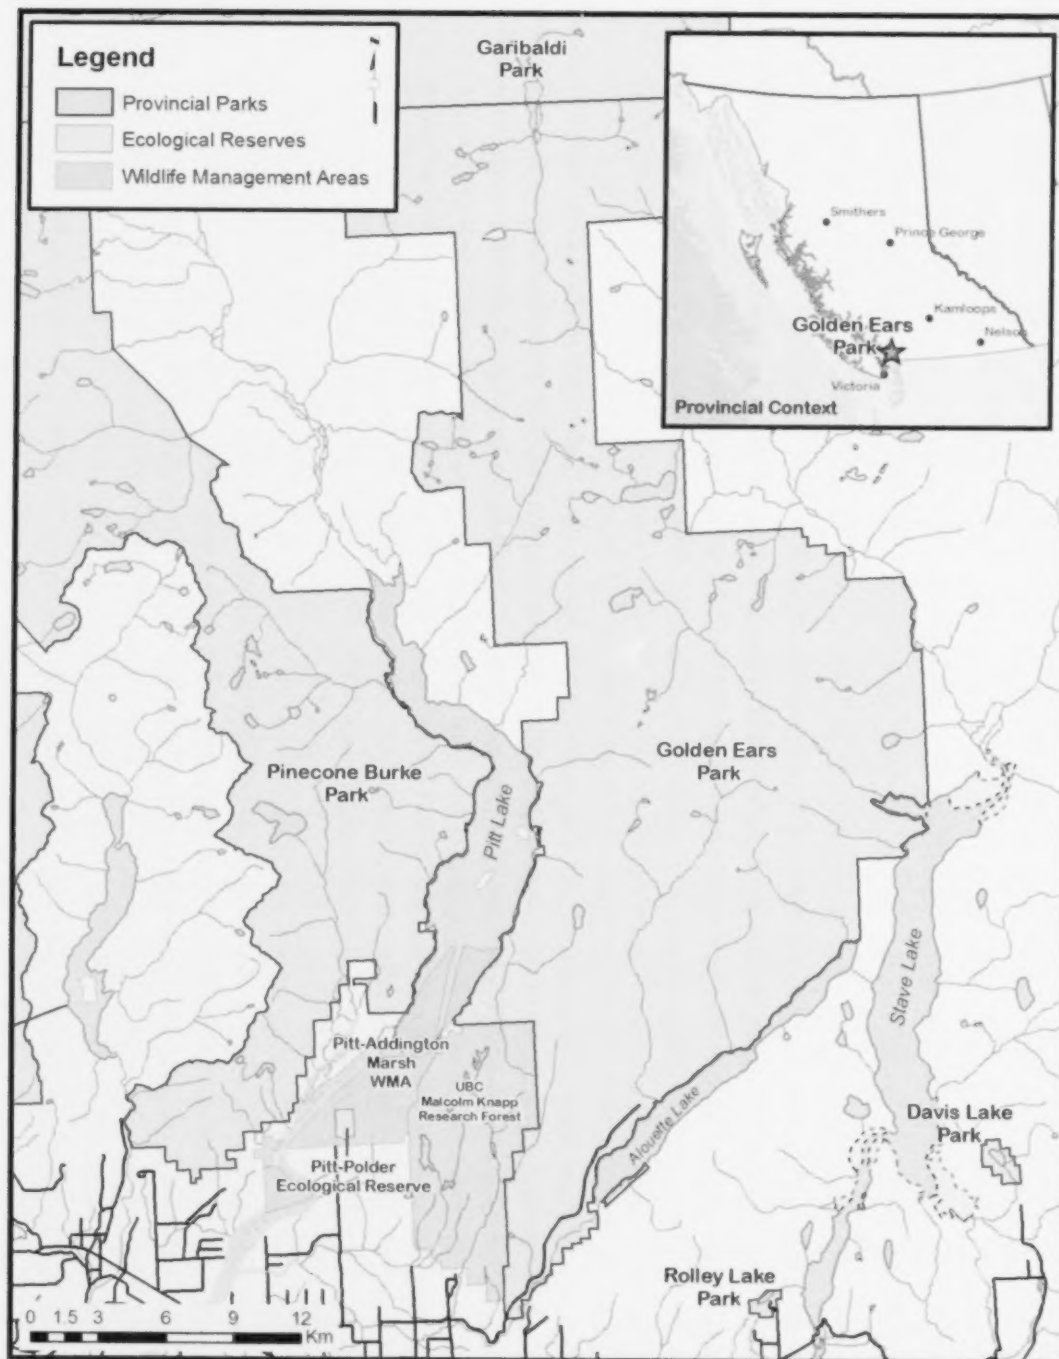 Legend
Provincial Parks
Ecological Reserves
Wildlife Management Areas
Garibaldi
Park
Smithers
Prince George
Kamloops
Nelson
Golden Ears
Park
Victoria
Provincial Context
Pinecone Burke
Park
Pitt Lake
Golden Ears
Park
Stave Lake
Pitt-Addington
Marsh
WMA
UBC
Malcolm Knapp
Research Forest
Alouette Lake
Davis Lake
Park
Pitt-Polder
Ecological Reserve
Rolley Lake
Park
0 1.5 3 6 9 12
Km